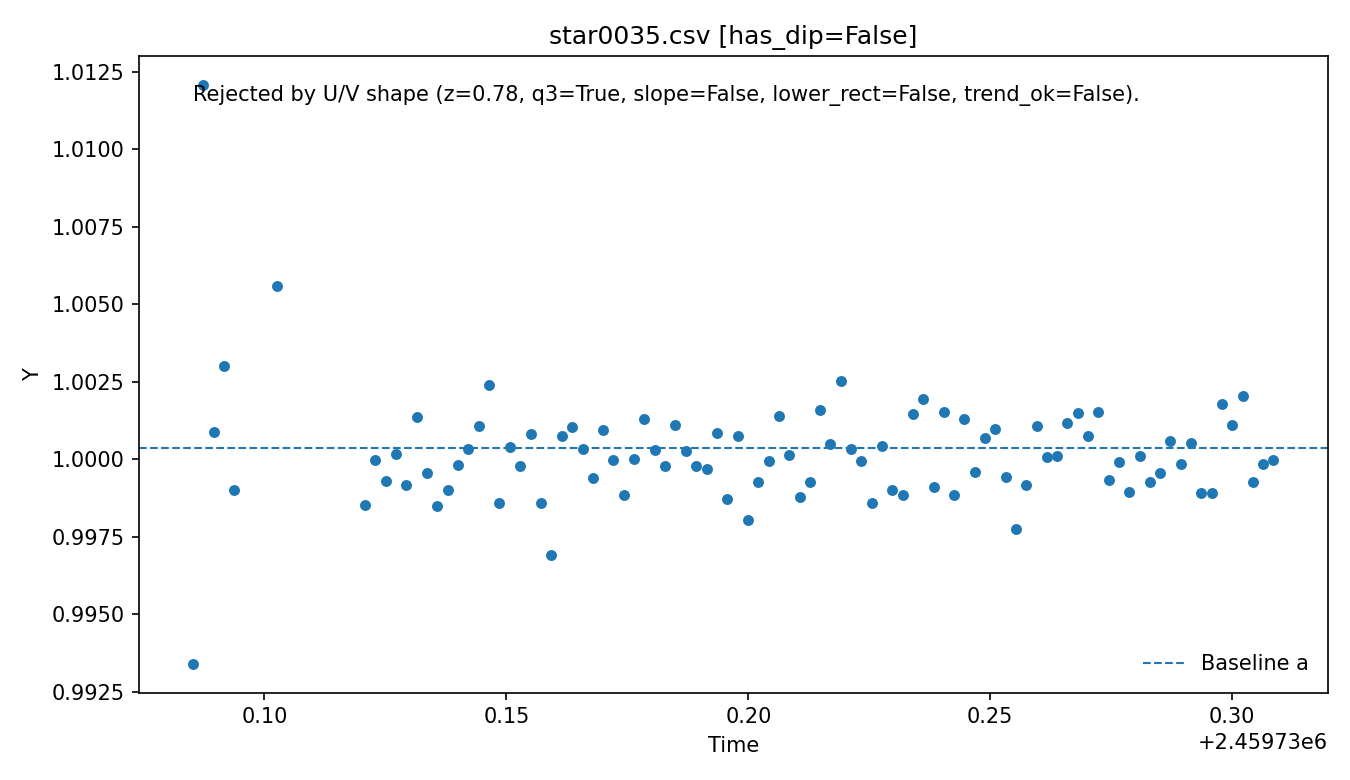 star0035.csv [has_dip=False]
Rejected by U/V shape (z=0.78, q3=True, slope=False, lower_rect=False, trend_ok=False).
1.0125
1.0100
1.0075
1.0050
1.0025
1.0000
0.9975
0.9950
0.9925
Y
Baseline a
0.10 0.15 0.20 0.25 0.30
Time
+2.45973e6